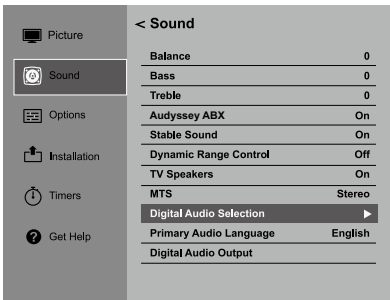 < Sound
Picture
Sound
Options
Installation
Timers
Get Help
Balance 0
Bass 0
Treble 0
Audyssey ABX On
Stable Sound On
Dynamic Range Control Off
TV Speakers On
MTS Stereo
Digital Audio Selection
Primary Audio Language English
Digital Audio Output